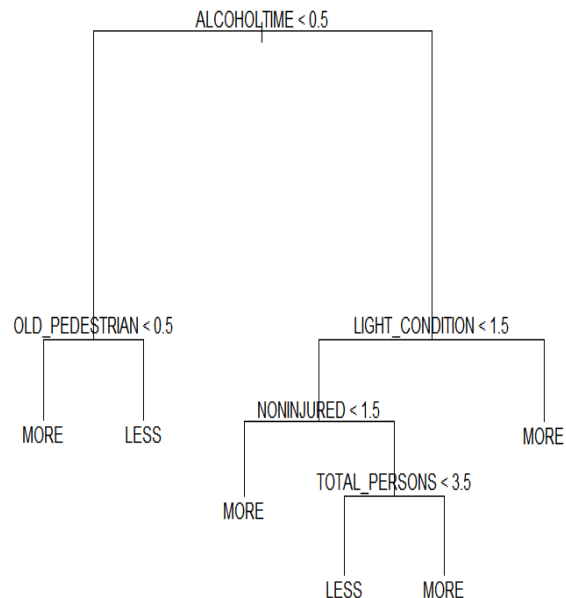 ALCOHOLTIME < 0.5
OLD_PEDESTRIAN < 0.5
LIGHT_CONDITION < 1.5
MORE
LESS
NONINJURED < 1.5
MORE
TOTAL_PERSONS < 3.5
MORE
LESS
MORE